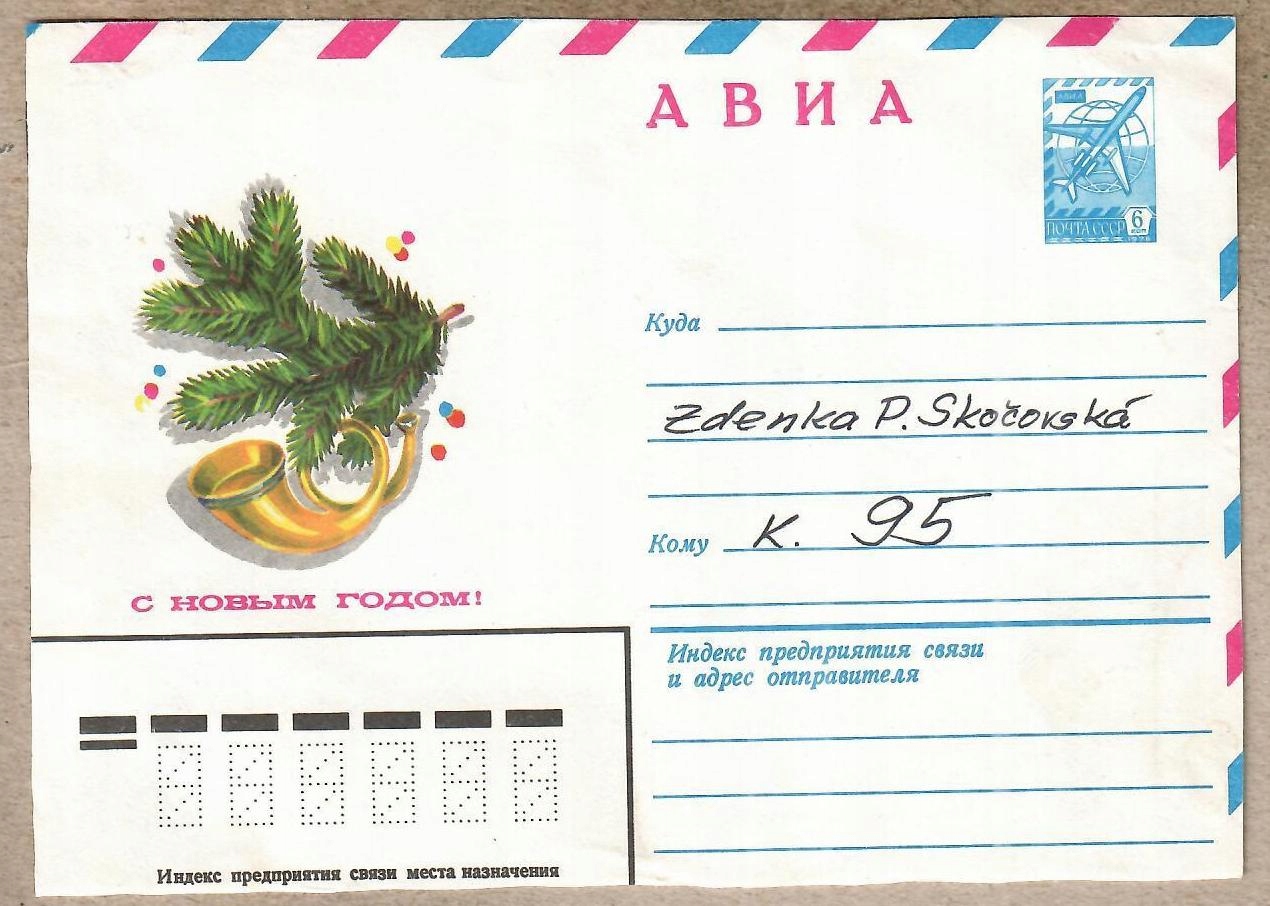 АВИА
АВИА
ПОЧТА СССР 6 КОП
1978
Куда
Zdenka P. Skočovská
Кому к. 95
С НОВЫМ ГОДОМ!
Индекс предприятия связи
и адрес отправителя
Индекс предприятия связи места назначения